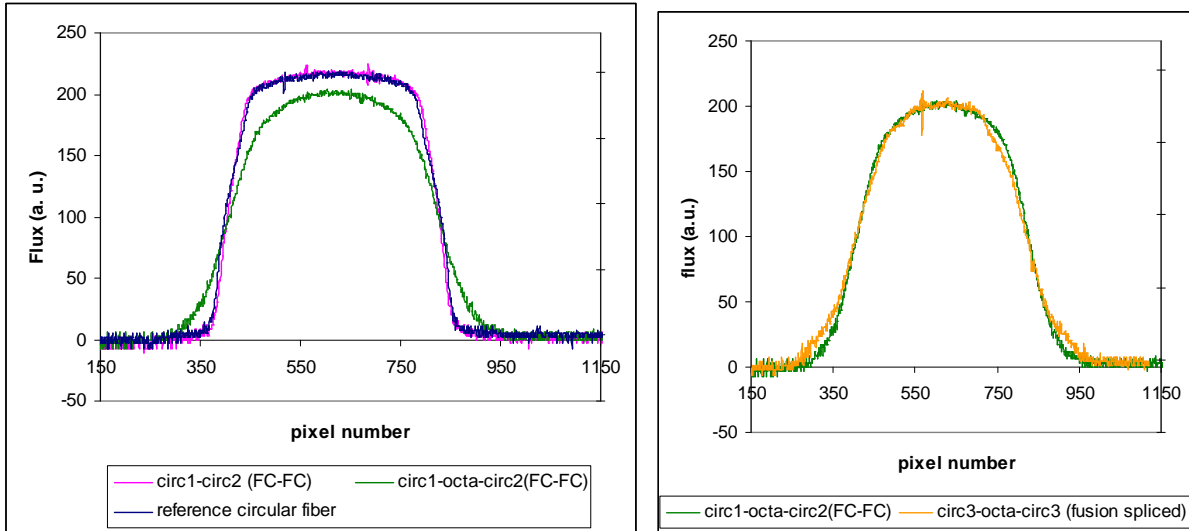 250
200
150
100
50
0
-50
150 350 550 750 950 1150
Flux (a. u.)
pixel number
circ1-circ2 (FC-FC) circ1-octa-circ2(FC-FC)
reference circular fiber
250
200
150
100
50
0
-50
150 350 550 750 950 1150
flux (a.u.)
pixel number
circ1-octa-circ2(FC-FC) circ3-octa-circ3 (fusion spliced)